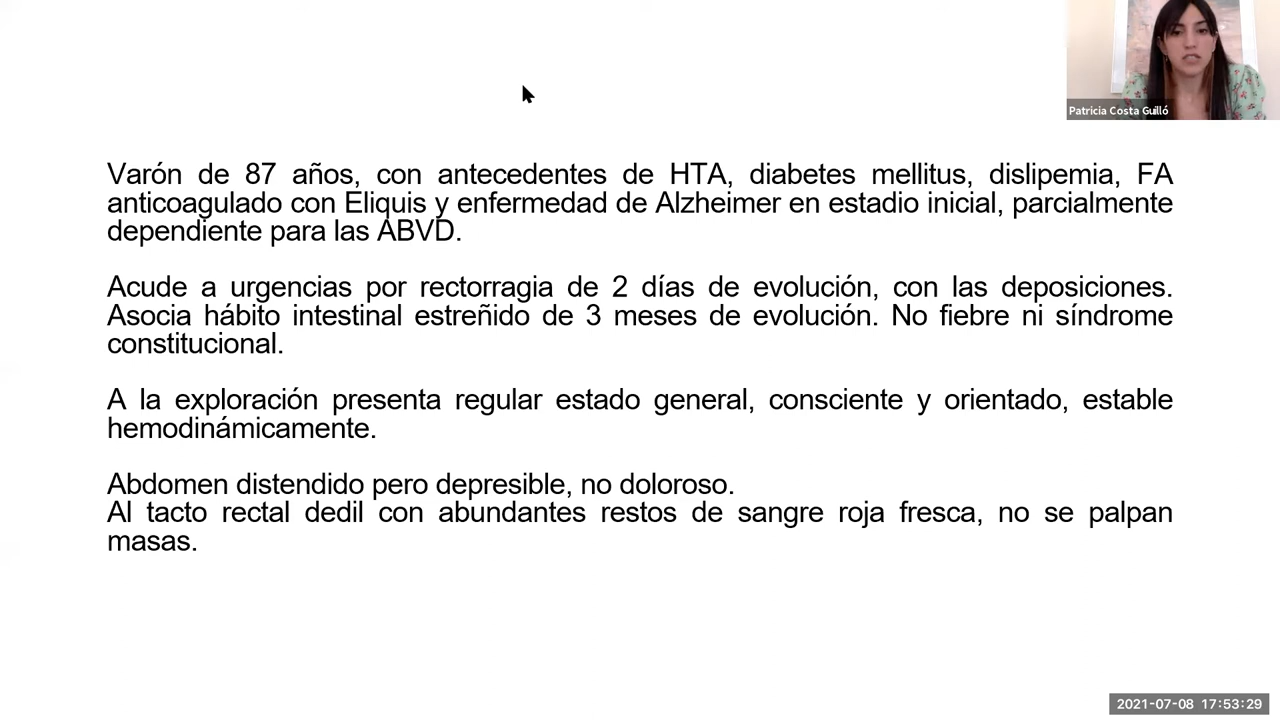 Patricia Costa Guilló
Varón de 87 años, con antecedentes de HTA, diabetes mellitus, dislipemia, FA
anticoagulado con Eliquis y enfermedad de Alzheimer en estadio inicial, parcialmente
dependiente para las ABVD.
Acude a urgencias por rectorragia de 2 días de evolución, con las deposiciones.
Asocia hábito intestinal estreñido de 3 meses de evolución. No fiebre ni síndrome
constitucional.
A la exploración presenta regular estado general, consciente y orientado, estable
hemodinámicamente.
Abdomen distendido pero depresible, no doloroso.
Al tacto rectal dedil con abundantes restos de sangre roja fresca, no se palpan
masas.
2021-07-08 17:53:29